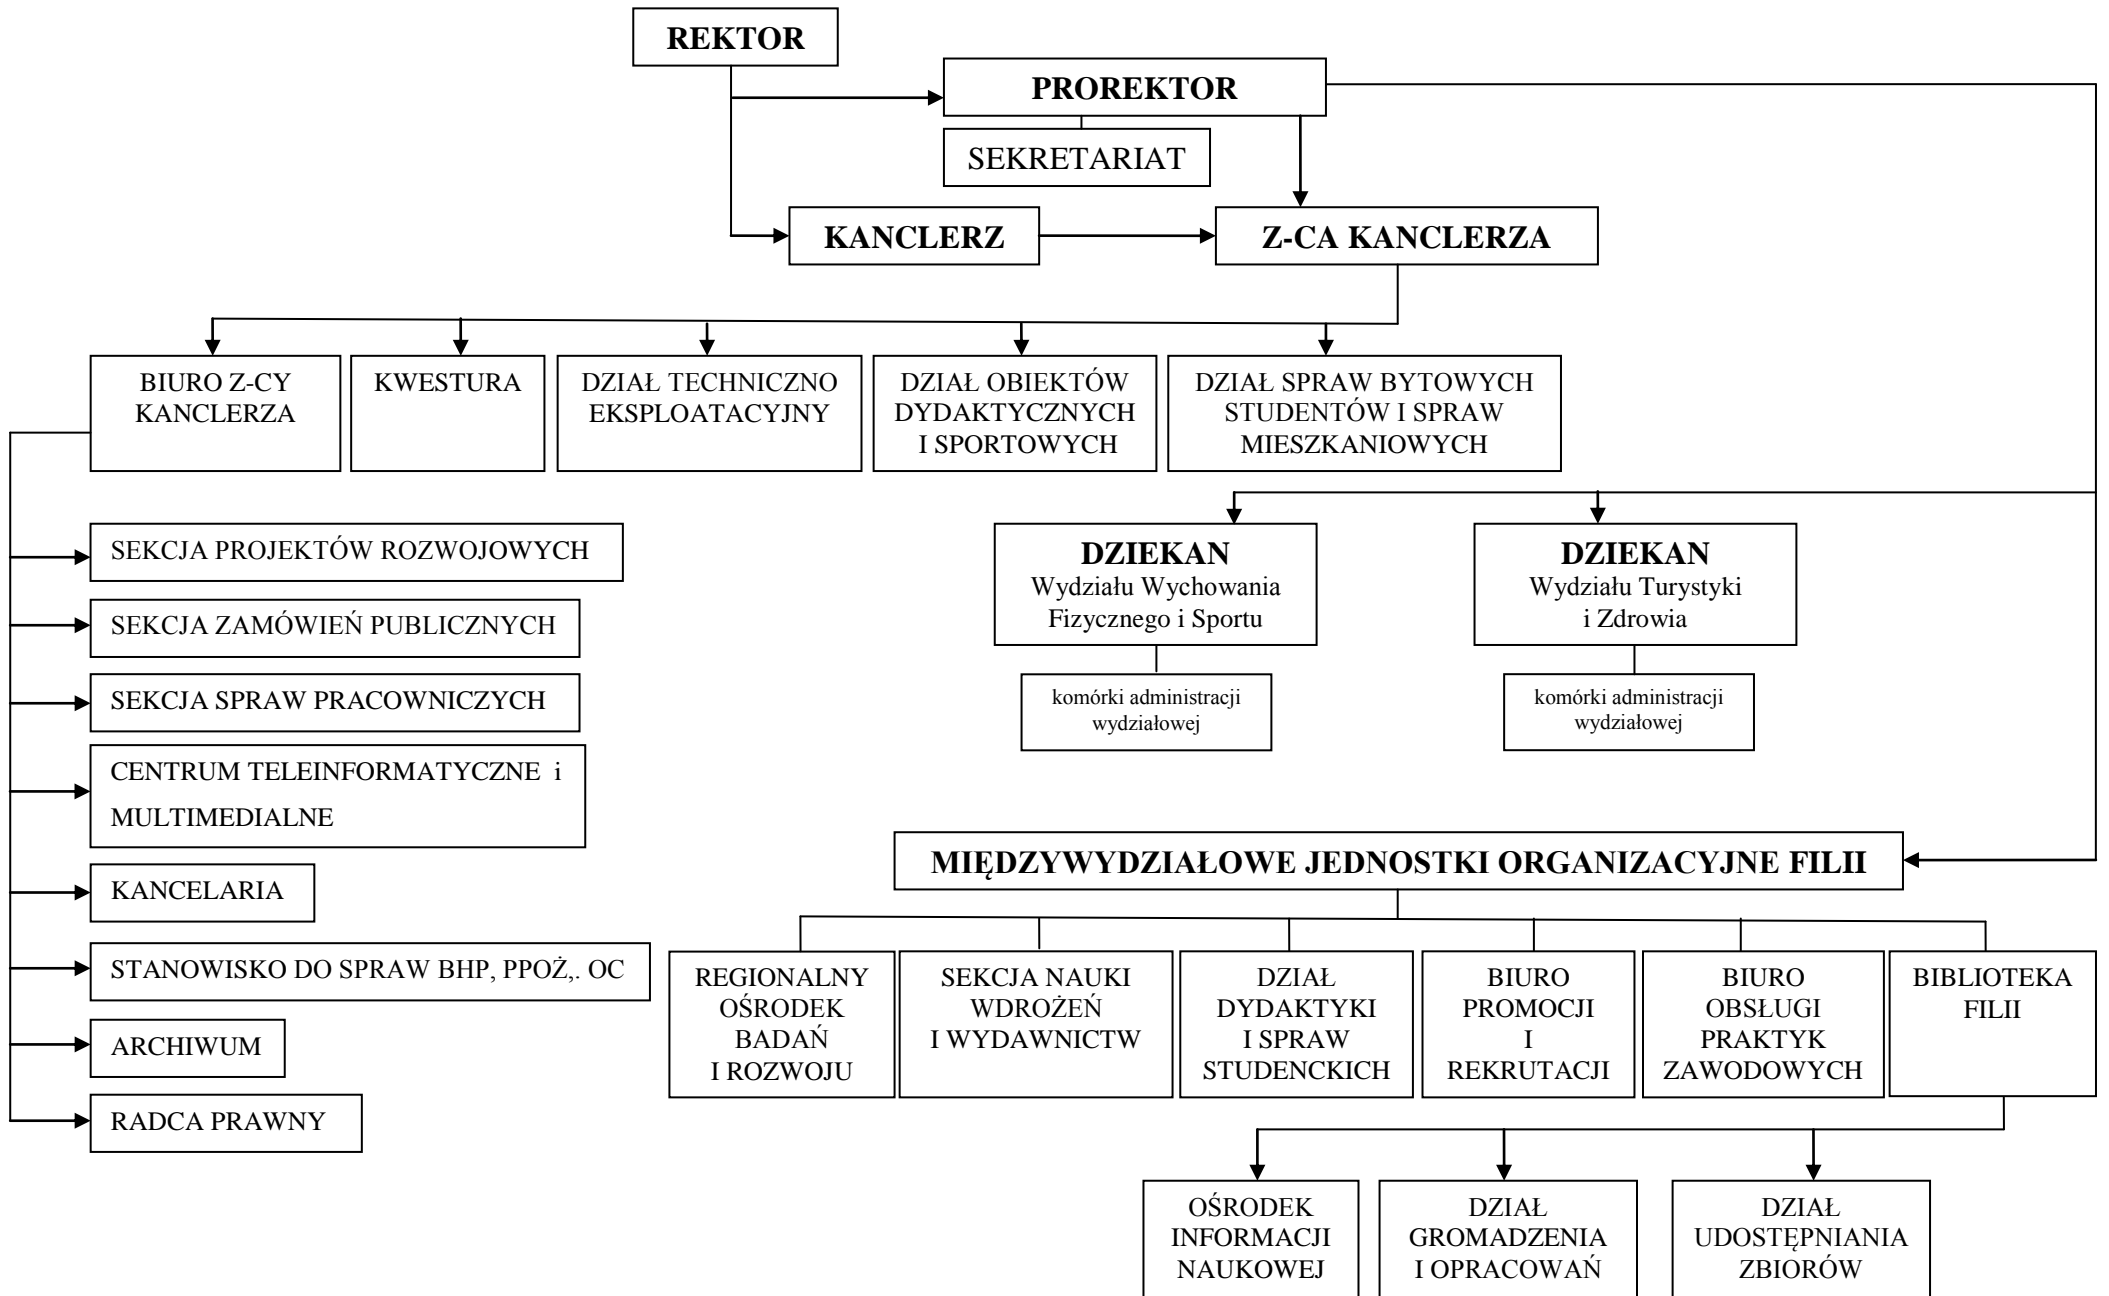 REKTOR
PROREKTOR
SEKRETARIAT
KANCLERZ
Z-CA KANCLERZA
BIURO Z-CY
KANCLERZA
KWESTURA
DZIAŁ TECHNICZNO
EKSPLOATACYJNY
DZIAŁ OBIEKTÓW
DYDAKTYCZNYCH
I SPORTOWYCH
DZIAŁ SPRAW BYTOWYCH
STUDENTÓW I SPRAW
MIESZKANIOWYCH
SEKCJA PROJEKTÓW ROZWOJOWYCH
SEKCJA ZAMÓWIEŃ PUBLICZNYCH
SEKCJA SPRAW PRACOWNICZYCH
CENTRUM TELEINFORMATYCZNE i
MULTIMEDIALNE
KANCELARIA
STANOWISKO DO SPRAW BHP, PPOŻ,. OC
ARCHIWUM
RADCA PRAWNY
DZIEKAN
Wydziału Wychowania
Fizycznego i Sportu
komórki administracji
wydziałowej
DZIEKAN
Wydziału Turystyki
i Zdrowia
komórki administracji
wydziałowej
MIĘDZYWYDZIAŁOWE JEDNOSTKI ORGANIZACYJNE FILII
REGIONALNY
OŚRODEK
BADAŃ
I ROZWOJU
SEKCJA NAUKI
WDROŻEŃ
I WYDAWNICTW
DZIAŁ
DYDAKTYKI
I SPRAW
STUDENCKICH
BIURO
PROMOCJI
I
REKRUTACJI
BIURO
OBSŁUGI
PRAKTYK
ZAWODOWYCH
BIBLIOTEKA
FILII
OŚRODEK
INFORMACJI
NAUKOWEJ
DZIAŁ
GROMADZENIA
I OPRACOWAŃ
DZIAŁ
UDOSTĘPNIANIA
ZBIORÓW